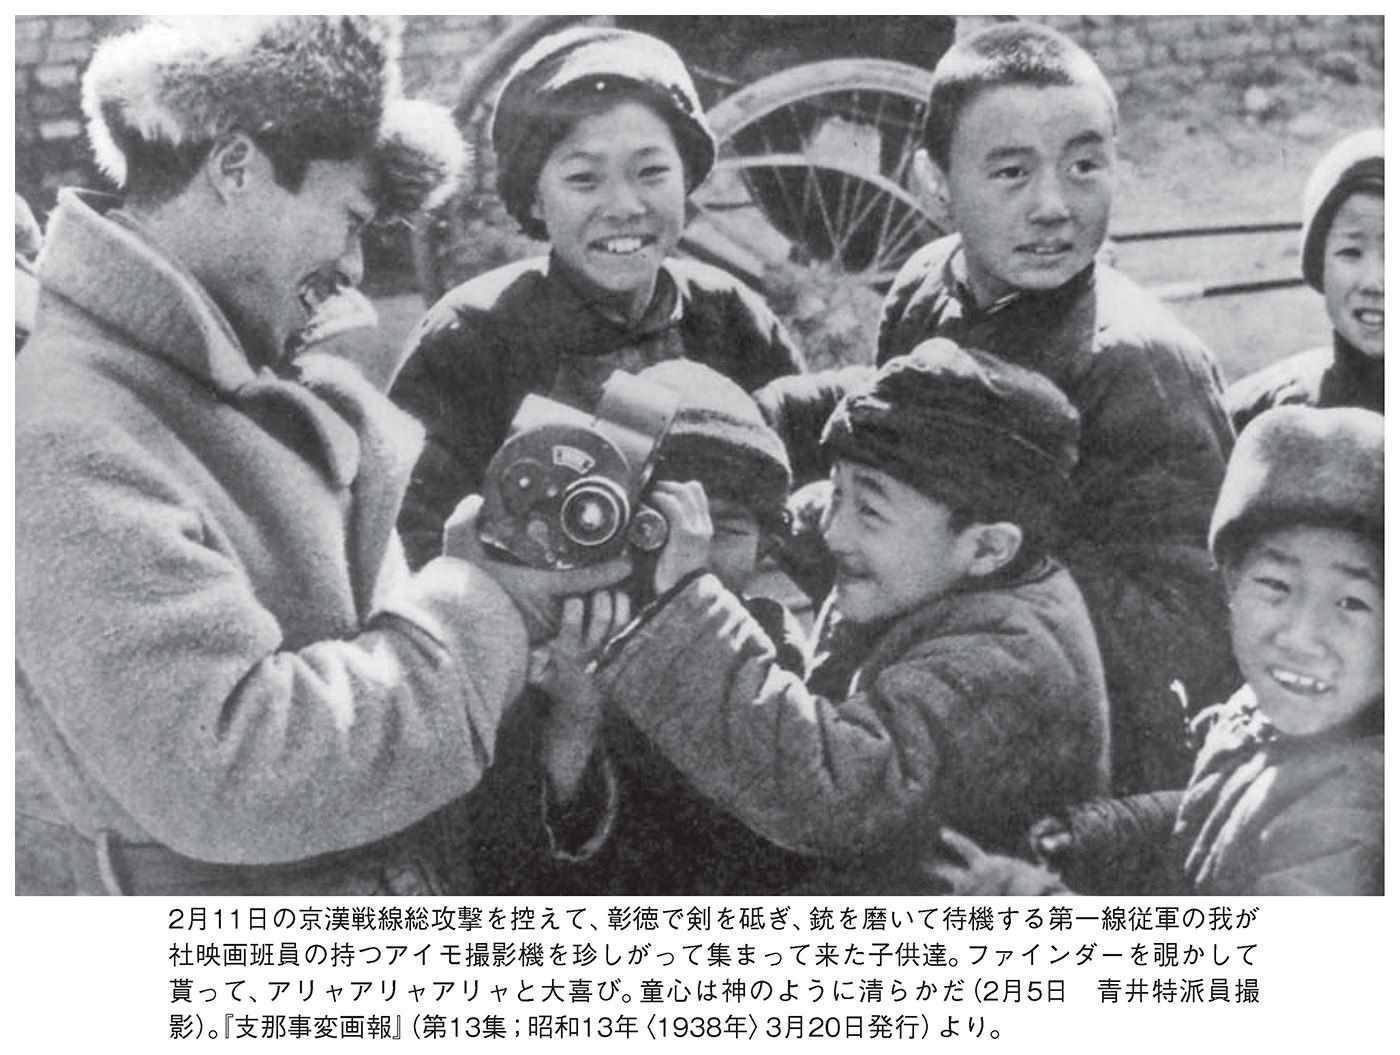 2月11日の京漢戦線総攻撃を控えて、彰徳で剣を砥ぎ、銃を磨いて待機する第一線従軍の我が
社映画班員の持つアイモ撮影機を珍しがって集まって来た子供達。ファインダーを覗かして
貰って、アリャアリャアリャと大喜び。童心は神のように清らかだ（2月5日　青井特派員撮
影）。『支那事変画報』（第13集；昭和13年〈1938年〉3月20日発行）より。